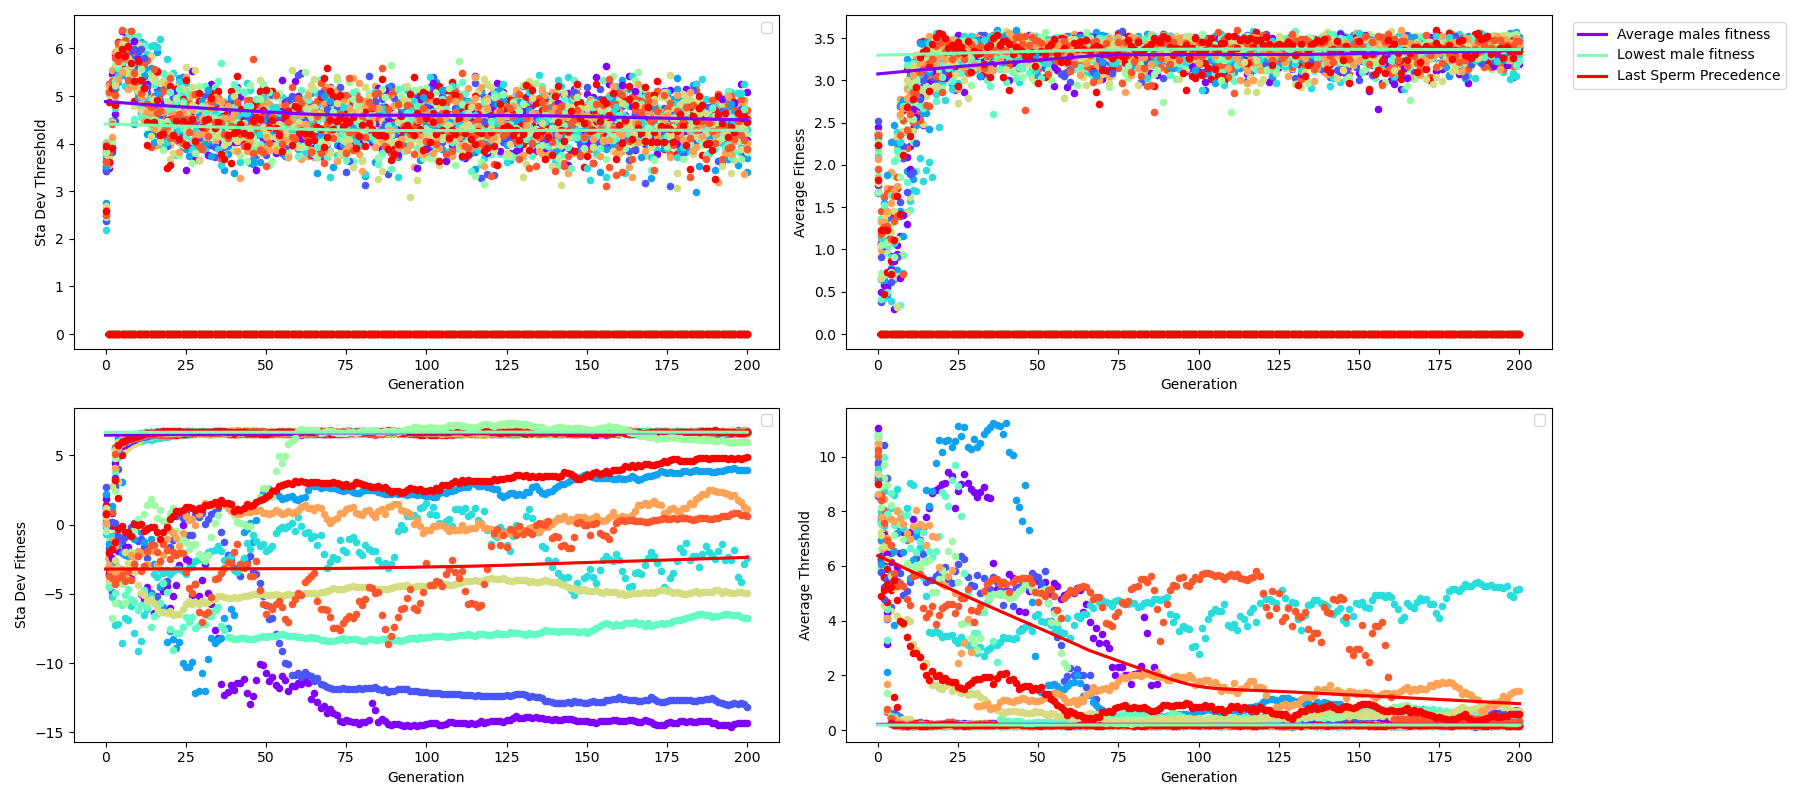 Sta Dev Threshold
6
5
4
3
2
1
0
0 25 50 75 100 125 150 175 200
Generation
Average Fitness
3.5
3.0
2.5
2.0
1.5
1.0
0.5
0.0
0 25 50 75 100 125 150 175 200
Generation
Average males fitness
Lowest male fitness
Last Sperm Precedence
Sta Dev Fitness
5
0
−5
−10
−15
0 25 50 75 100 125 150 175 200
Generation
Average Threshold
10
8
6
4
2
0
0 25 50 75 100 125 150 175 200
Generation